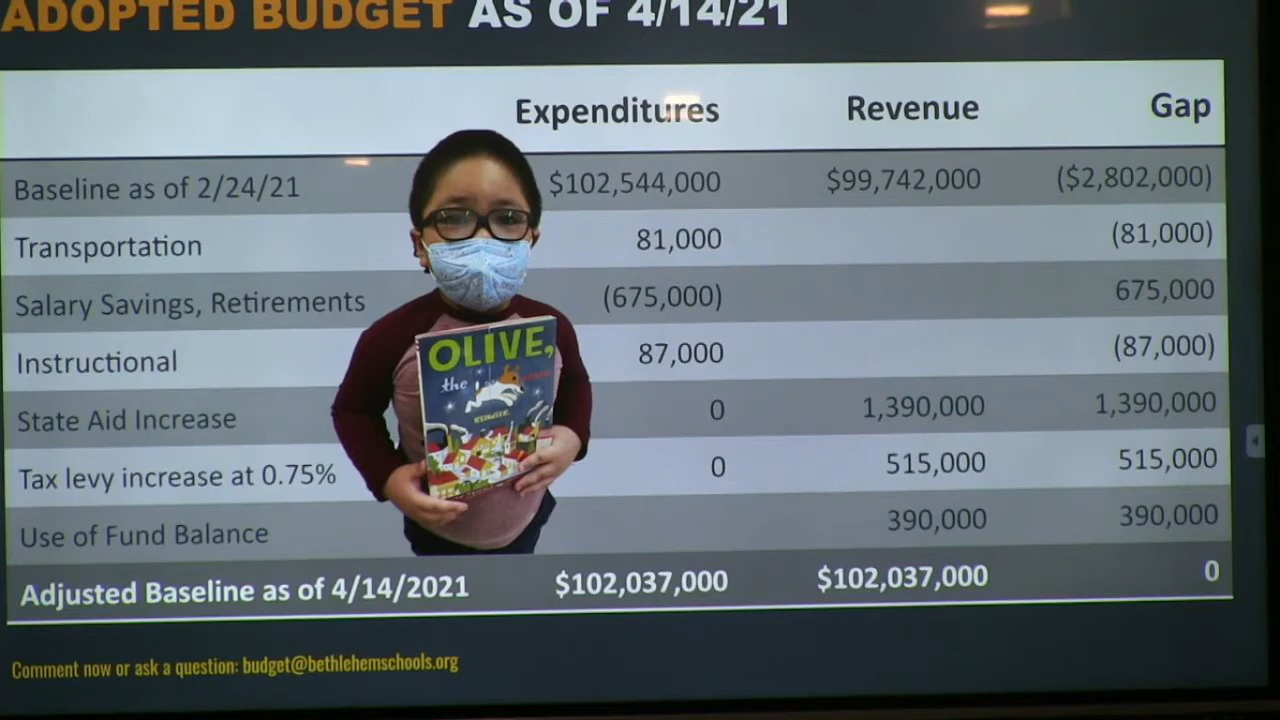 ADOPTED BUDGET AS OF 4/14/21
Expenditures Revenue Gap
Baseline as of 2/24/21 $102,544,000 $99,742,000 ($2,802,000)
Transportation 81,000 (81,000)
Salary Savings, Retirements (675,000) 675,000
Instructional 87,000 (87,000)
State Aid Increase 0 1,390,000 1,390,000
Tax levy increase at 0.75% 0 515,000 515,000
Use of Fund Balance 390,000 390,000
Adjusted Baseline as of 4/14/2021 $102,037,000 $102,037,000 0
OLIVE,
the
REINDEER.
Comment now or ask a question: budget@bethlehemschools.org